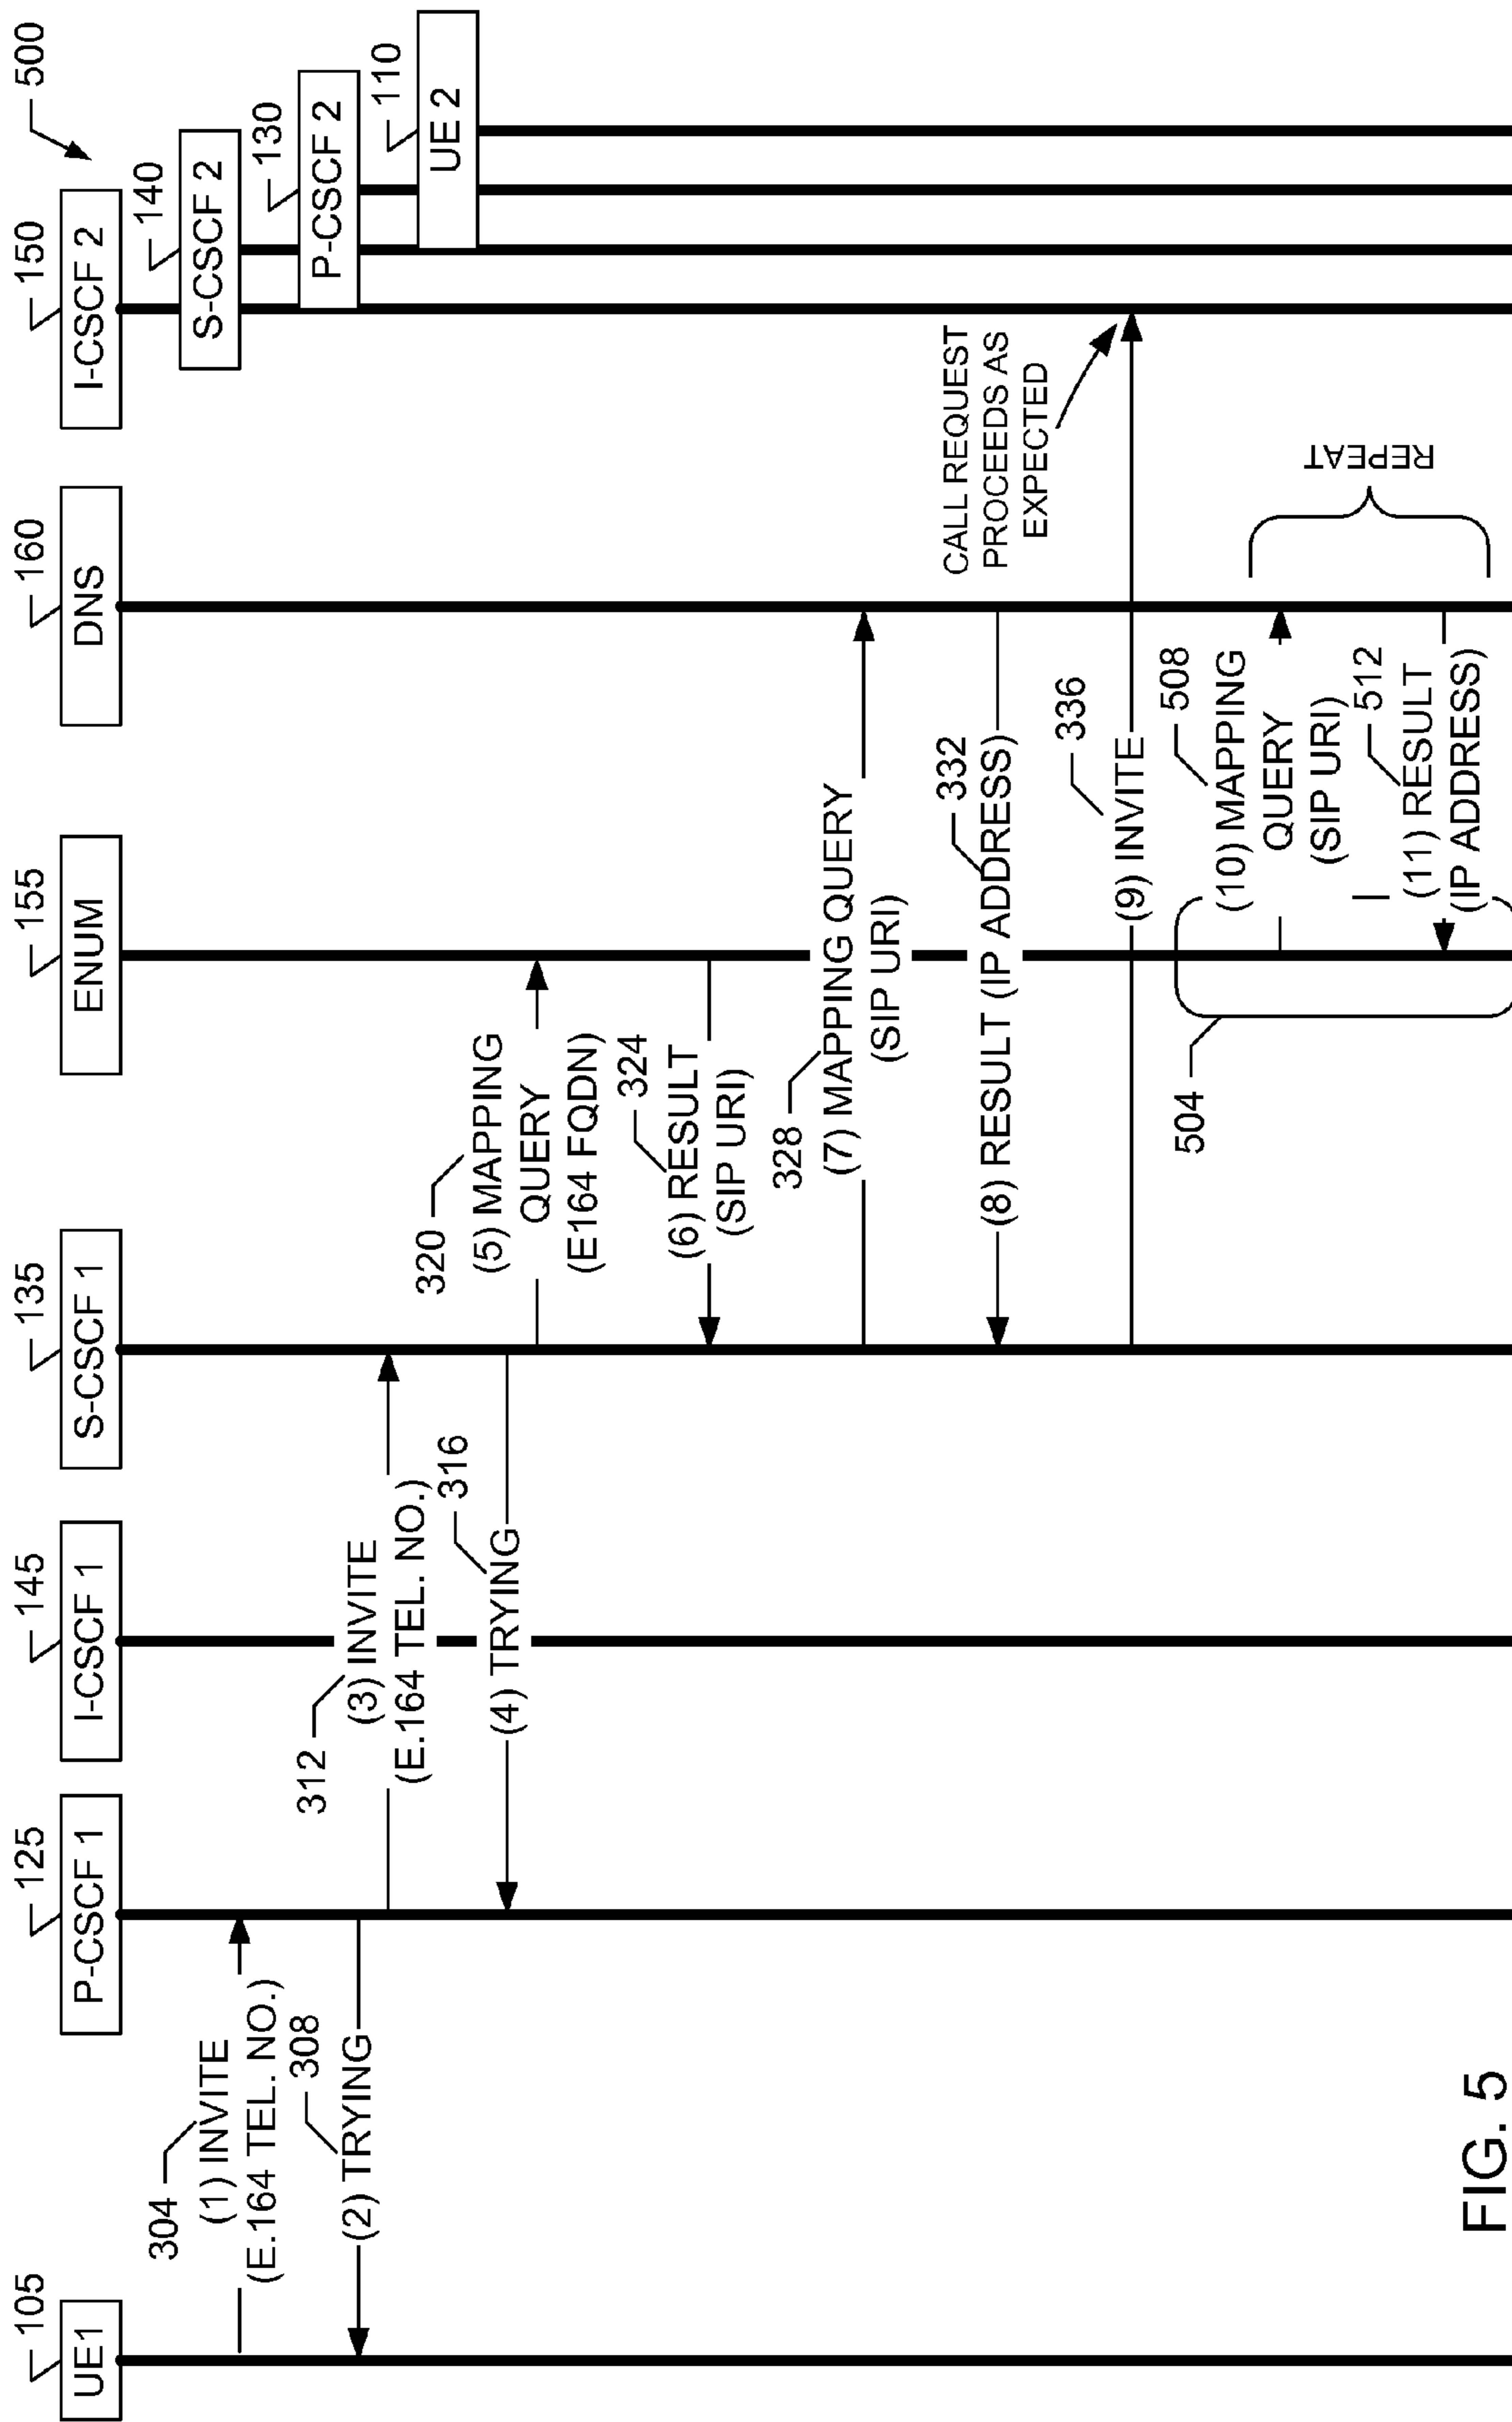 500
105
UE1
125
P-CSCF 1
145
I-CSCF 1
135
S-CSCF 1
155
ENUM
160
DNS
150
I-CSCF 2
140
S-CSCF 2
130
P-CSCF 2
110
UE 2
304
(1) INVITE
(E.164 TEL. NO.)
308
(2) TRYING
312
(3) INVITE
(E.164 TEL. NO.)
316
(4) TRYING
320
(5) MAPPING
QUERY
(E164 FQDN)
324
(6) RESULT
(SIP URI)
328
(7) MAPPING QUERY
(SIP URI)
332
(8) RESULT (IP ADDRESS)
336
(9) INVITE
CALL REQUEST
PROCEEDS AS
EXPECTED
504
508
(10) MAPPING
QUERY
(SIP URI)
512
(11) RESULT
(IP ADDRESS)
REPEAT
FIG. 5